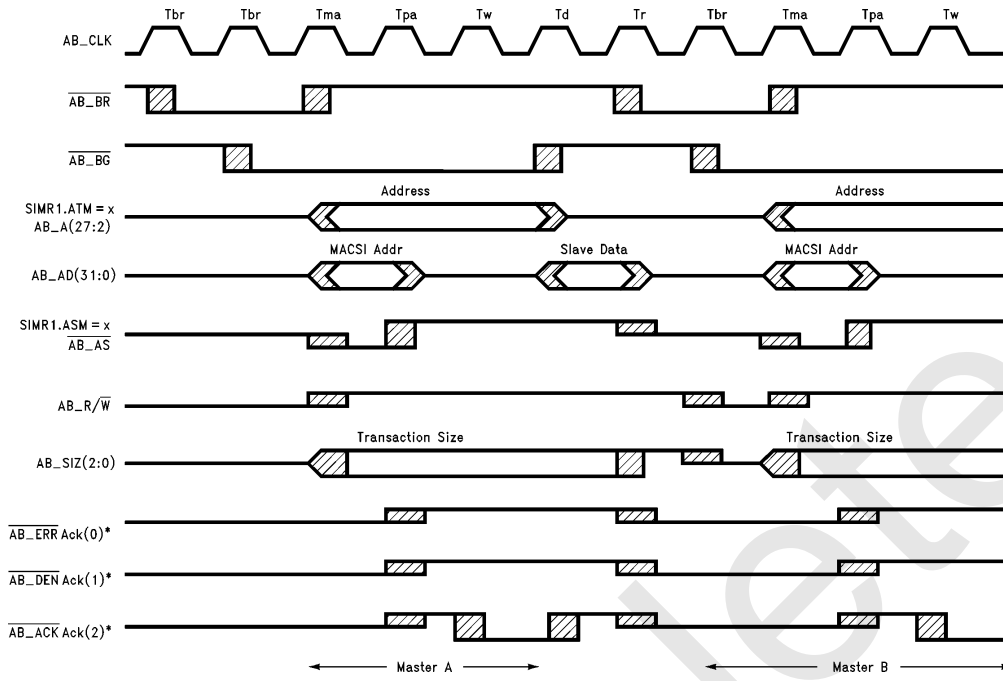 Tbr Tbr Tma Tpa Tw Td Tr Tbr Tma Tpa Tw
AB_CLK
AB_BR
AB_BG
Address Address
SIMR1.ATM = x
AB_A(27:2)
MACSI Addr Slave Data MACSI Addr
AB_AD(31:0)
SIMR1.ASM = x
AB_AS
AB_R/W
Transaction Size Transaction Size
AB_SIZ(2:0)
AB_ERR Ack(0)*
AB_DEN Ack(1)*
AB_ACK Ack(2)*
Master A Master B
lete